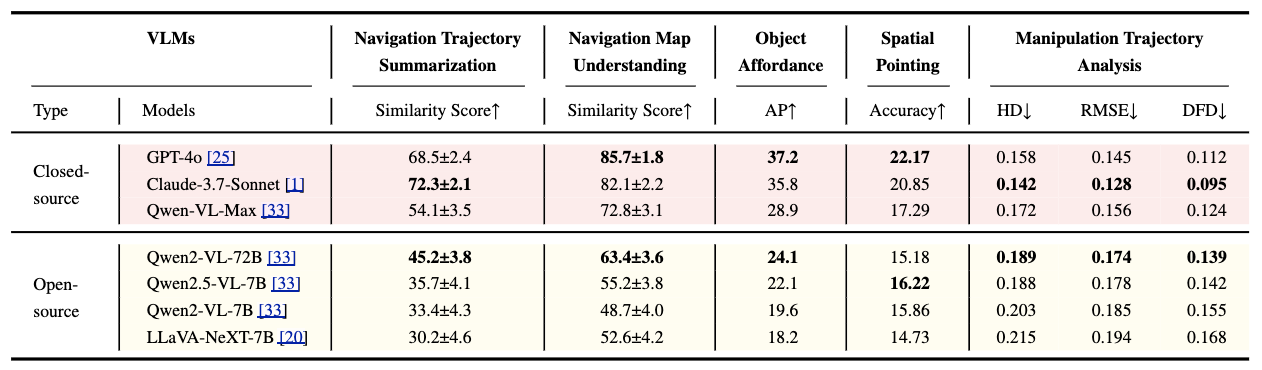 VLMs Navigation Trajectory Summarization Navigation Map Understanding Object Affordance Spatial Pointing Manipulation Trajectory Analysis
Type Models Similarity Score↑ Similarity Score↑ AP↑ Accuracy↑ HD↓ RMSE↓ DFD↓
Closed-source
GPT-4o [25] 68.5±2.4 85.7±1.8 37.2 22.17 0.158 0.145 0.112
Claude-3.7-Sonnet [1] 72.3±2.1 82.1±2.2 35.8 20.85 0.142 0.128 0.095
Qwen-VL-Max [33] 54.1±3.5 72.8±3.1 28.9 17.29 0.172 0.156 0.124
Open-source
Qwen2-VL-72B [33] 45.2±3.8 63.4±3.6 24.1 15.18 0.189 0.174 0.139
Qwen2.5-VL-7B [33] 35.7±4.1 55.2±3.8 22.1 16.22 0.188 0.178 0.142
Qwen2-VL-7B [33] 33.4±4.3 48.7±4.0 19.6 15.86 0.203 0.185 0.155
LLaVA-NeXT-7B [20] 30.2±4.6 52.6±4.2 18.2 14.73 0.215 0.194 0.168